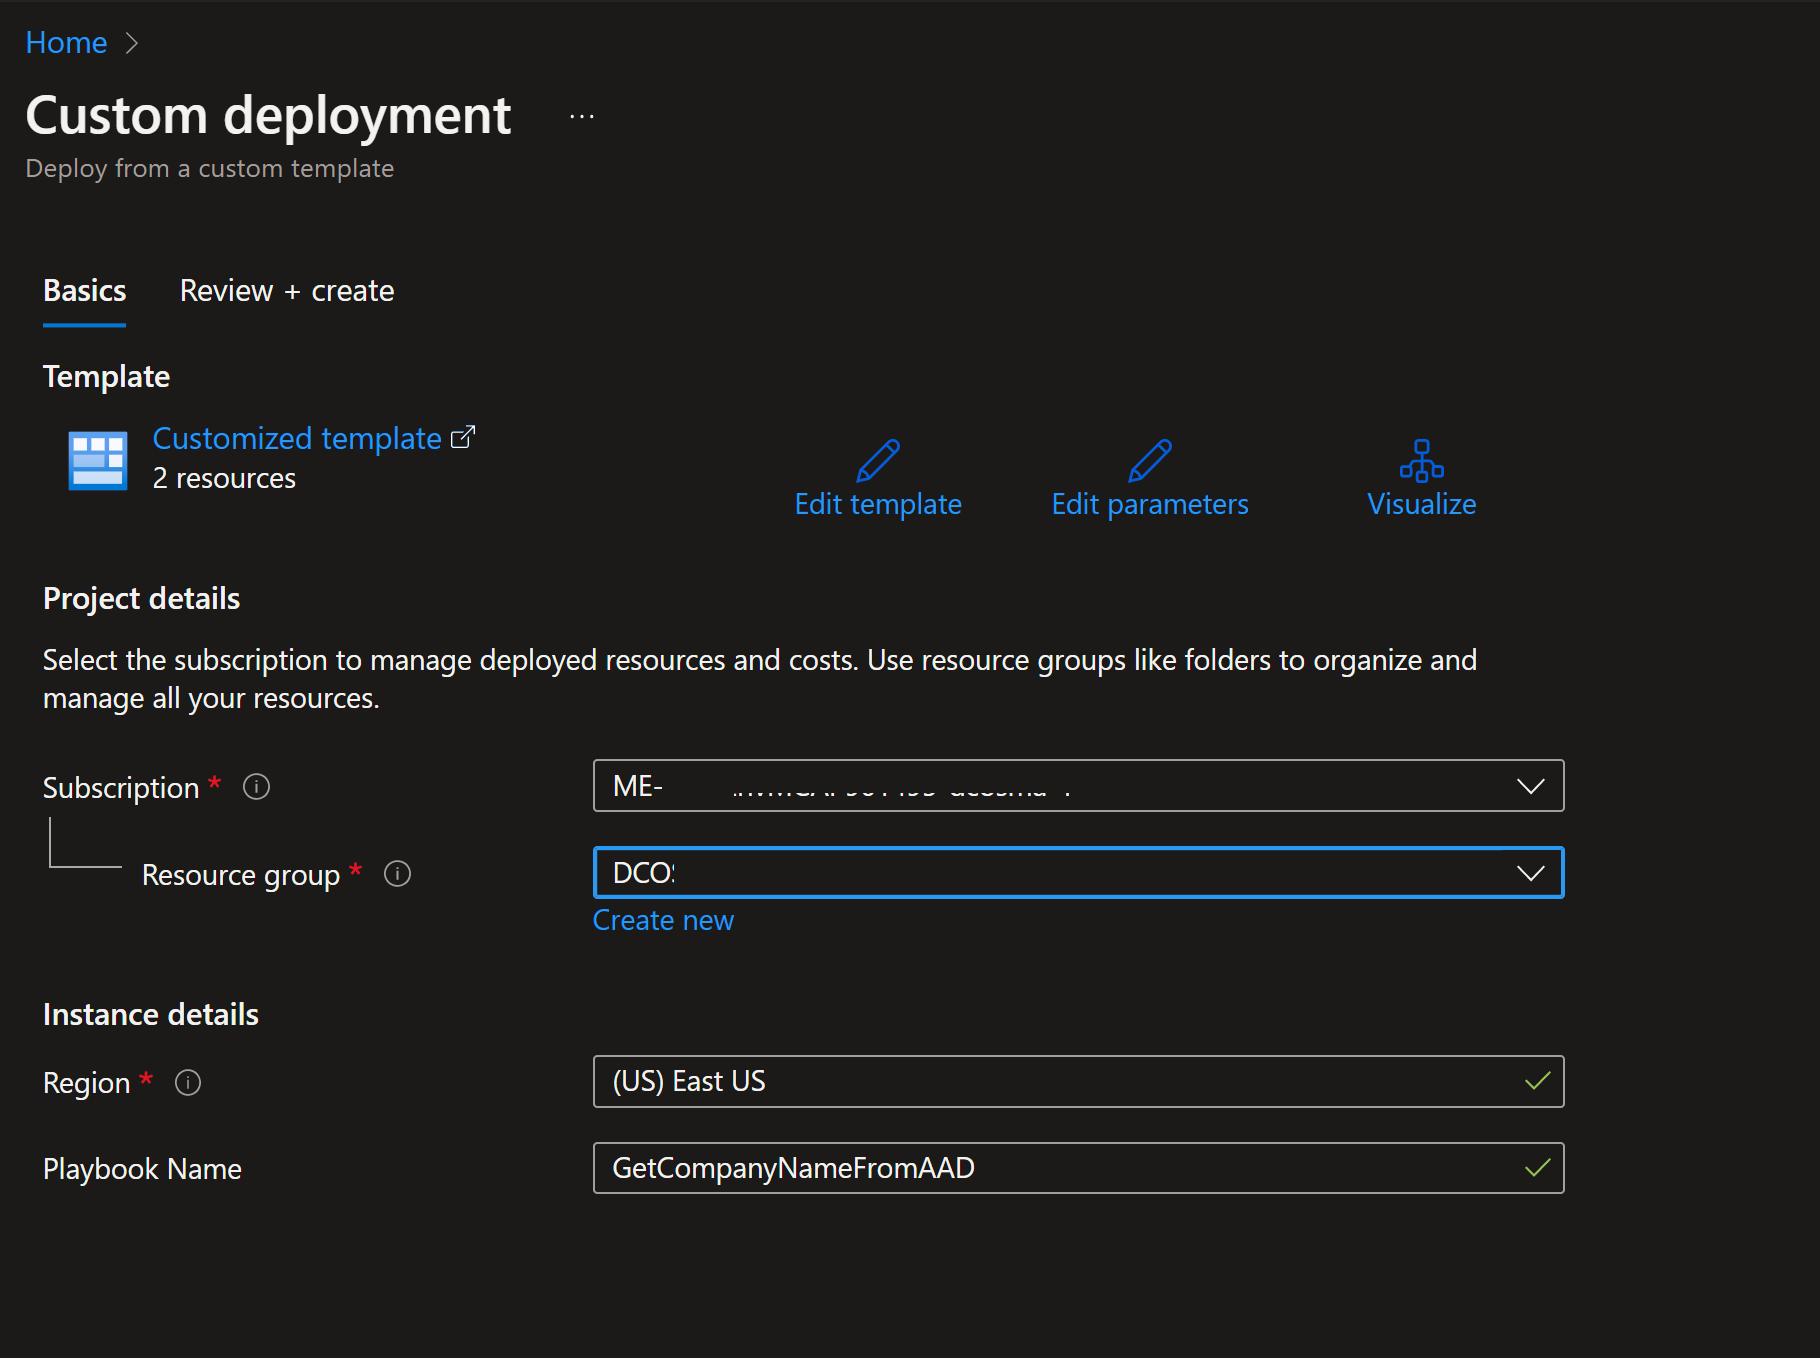 Home
Custom deployment
Deploy from a custom template
Basics Review + create
Template
Customized template
2 resources
Edit template Edit parameters Visualize
Project details
Select the subscription to manage deployed resources and costs. Use resource groups like folders to organize and
manage all your resources.
Subscription * ME-
Resource group * DCO
Create new
Instance details
Region * (US) East US
Playbook Name GetCompanyNameFromAAD